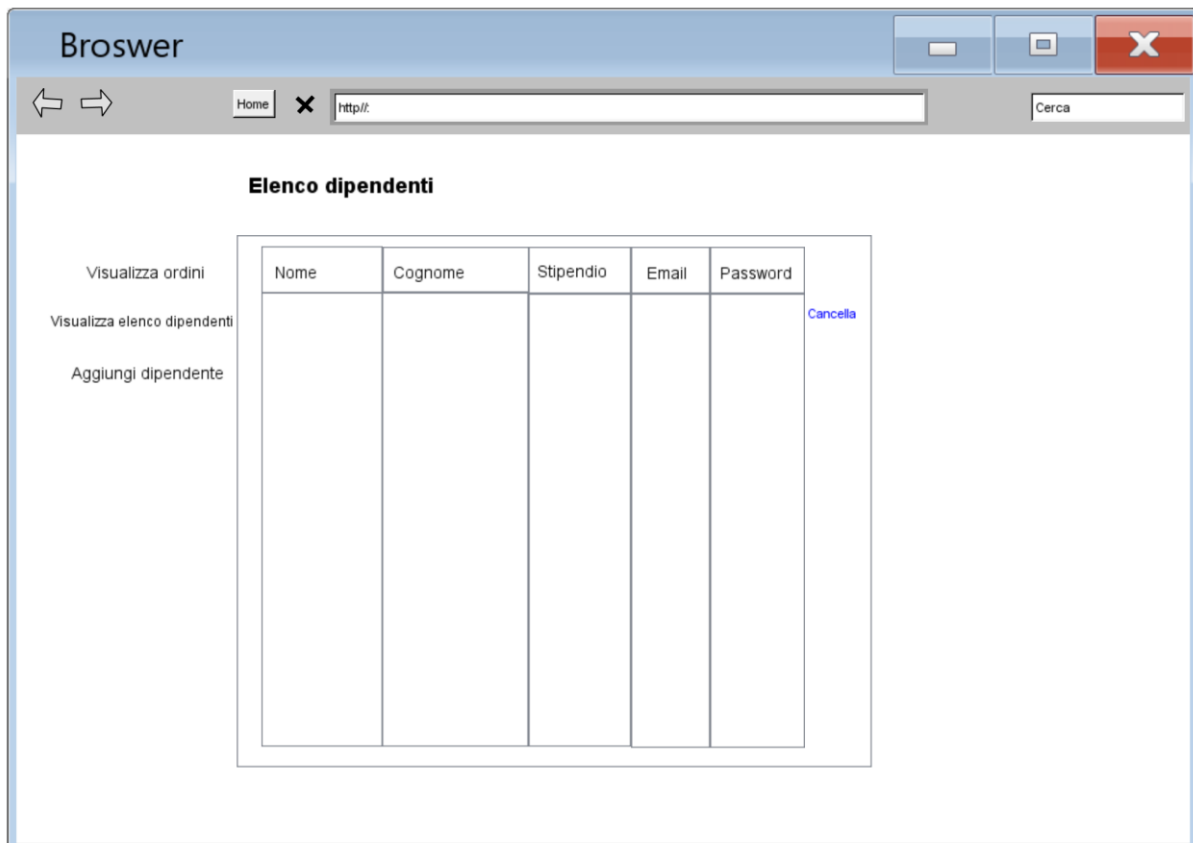 Broswer
Home
http//:
Cerca
Elenco dipendenti
Visualizza ordini
Visualizza elenco dipendenti
Aggiungi dipendente
Nome Cognome Stipendio Email Password
Cancella